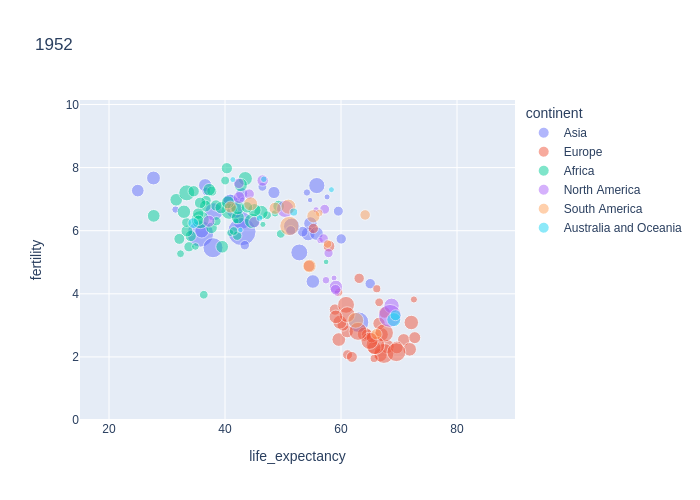 1952
continent
Asia
Europe
Africa
North America
South America
Australia and Oceania
fertility
10
8
6
4
2
0
20
40
60
80
life_expectancy